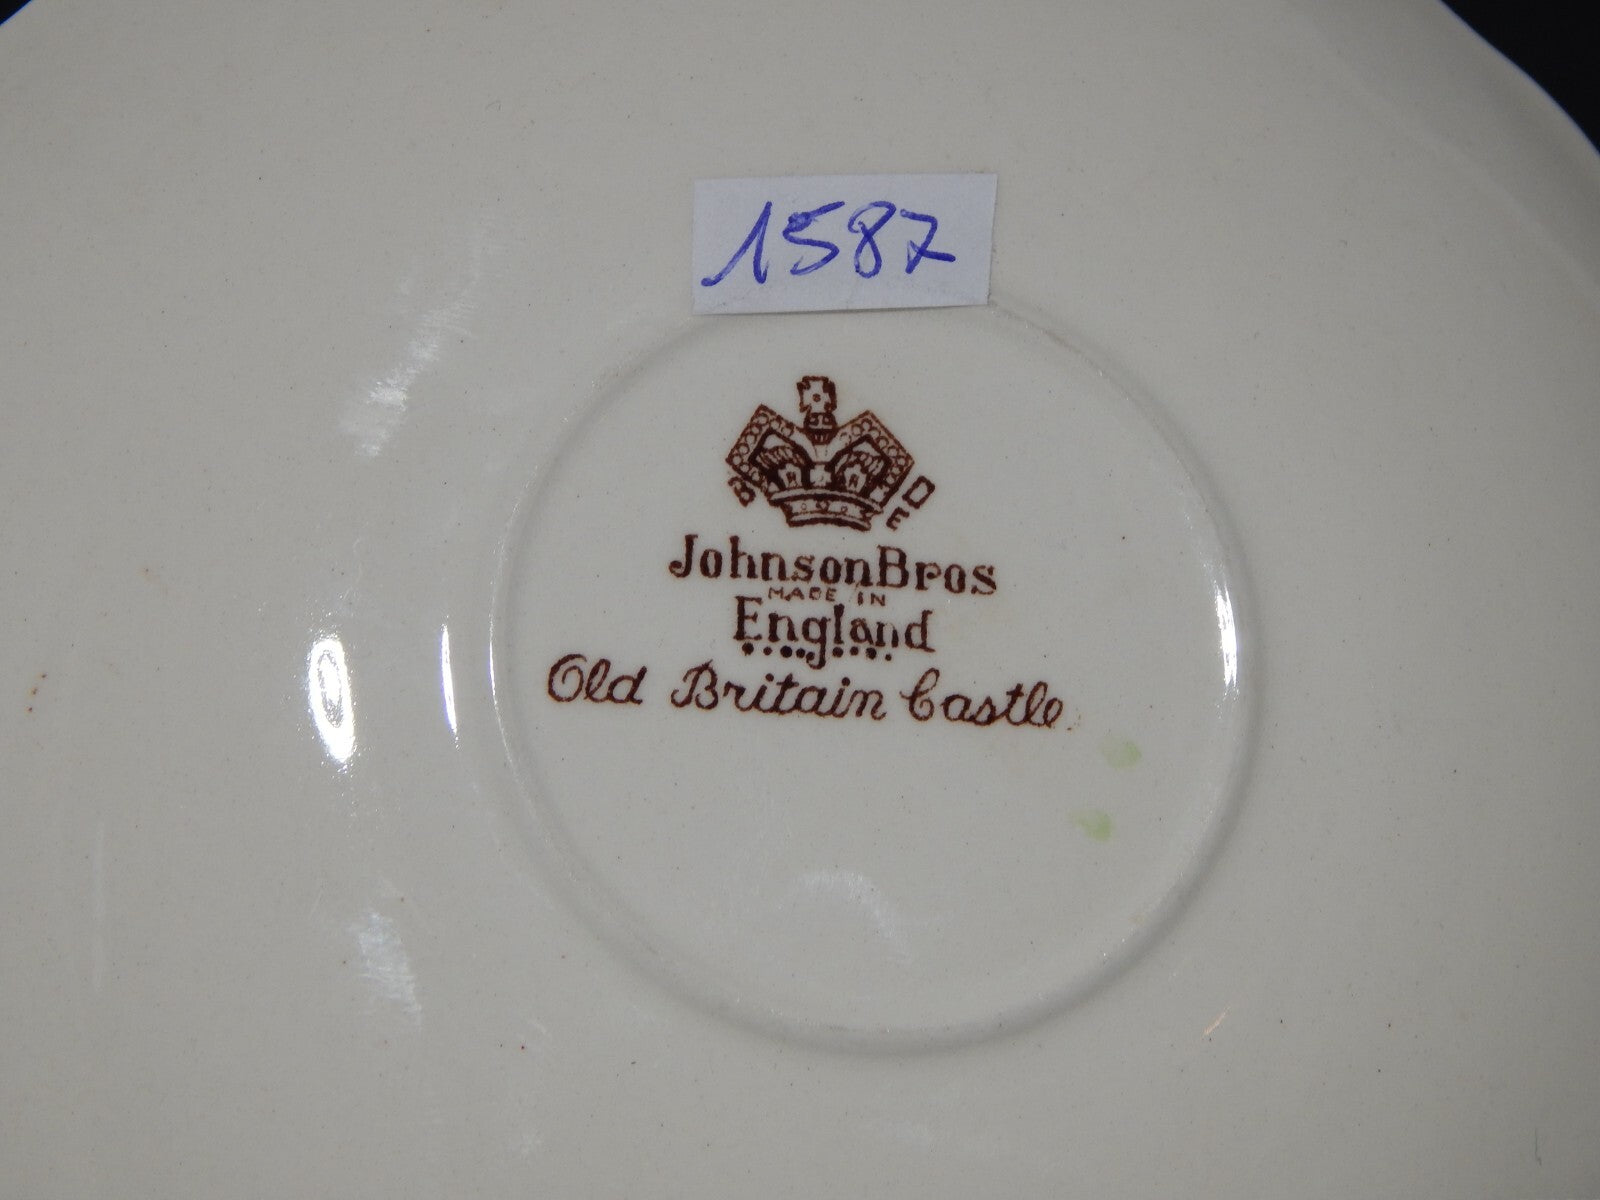 1587
B D
E
Johnson Bros
MADE IN
England
Old Britain Castle